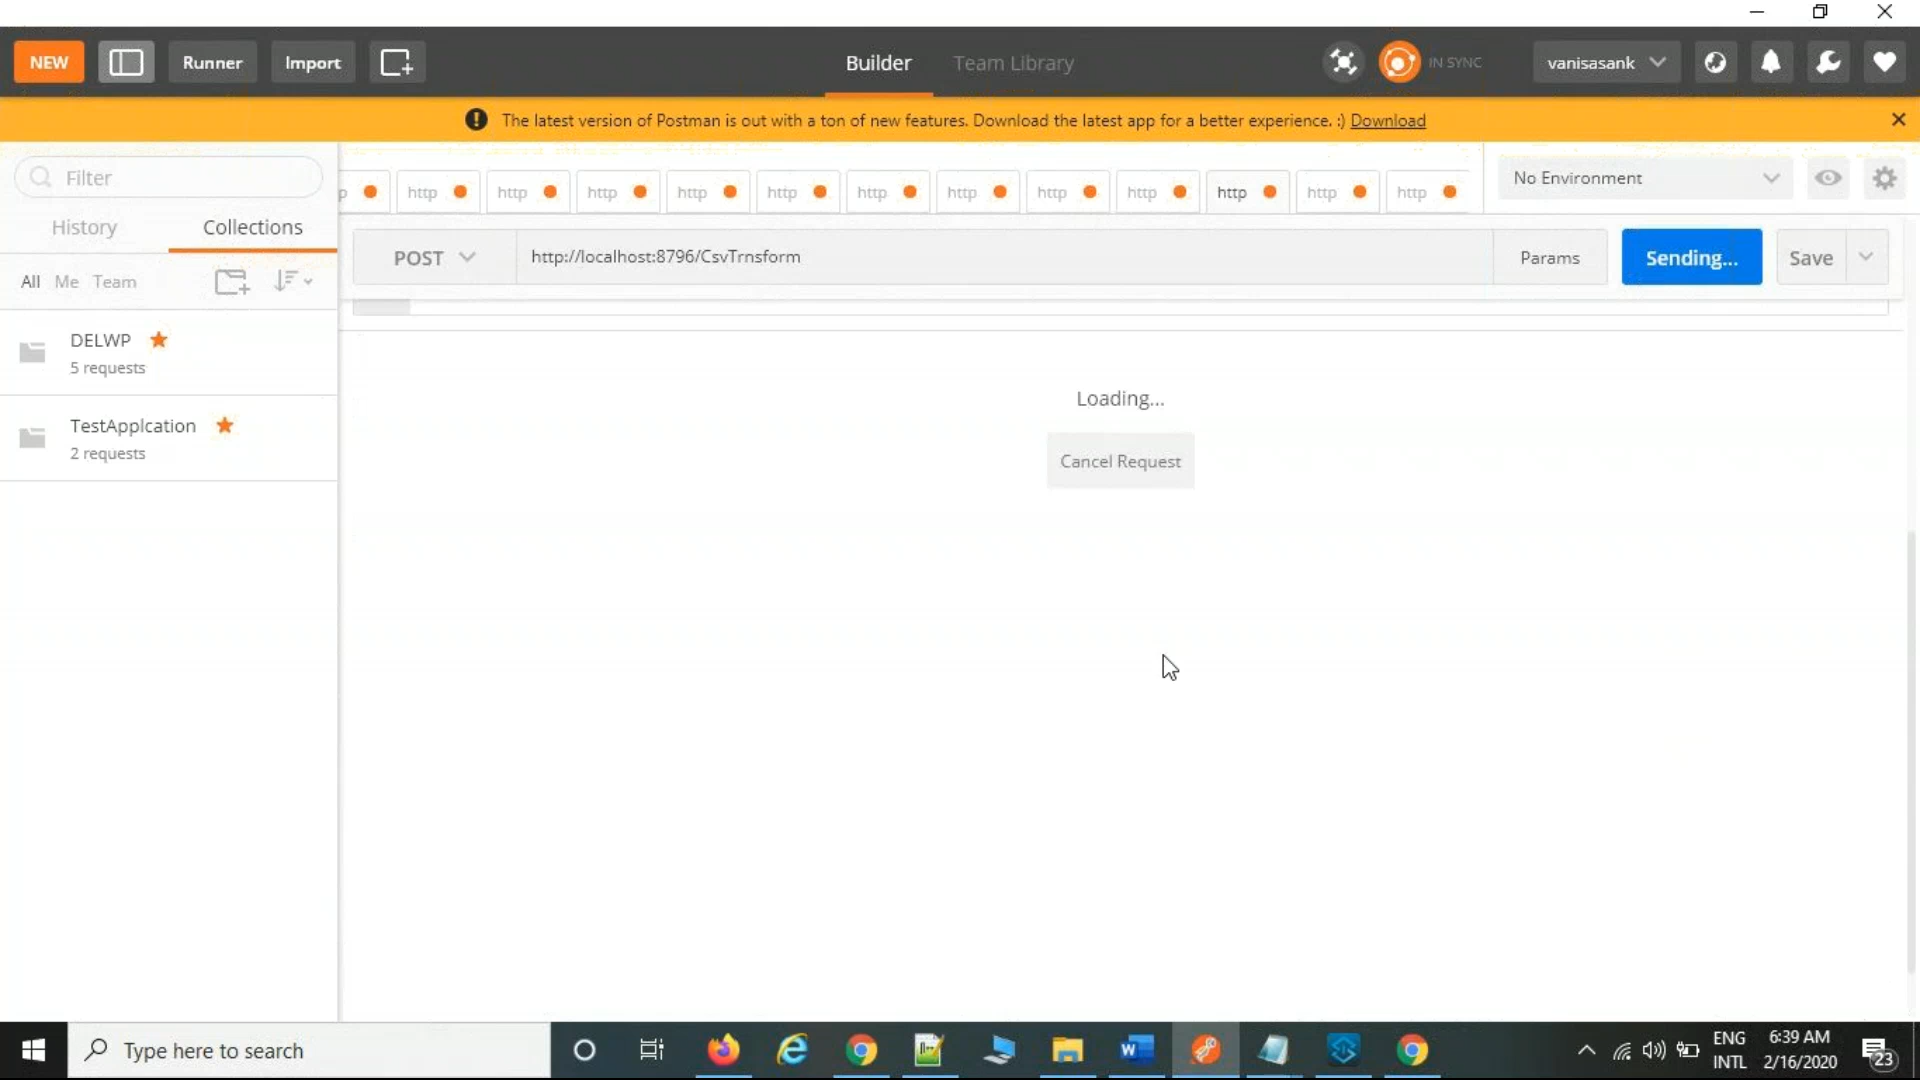 NEW Runner Import Builder Team Library IN SYNC vanisasank
The latest version of Postman is out with a ton of new features. Download the latest app for a better experience. :) Download
Filter
p http http http http http http http http http http http http
No Environment
History Collections
POST http://localhost:8796/CsvTrnsform Params Sending... Save
All Me Team
DELWP
5 requests
Loading...
TestApplcation
2 requests
Cancel Request
Type here to search
ENG 6:39 AM
INTL 2/16/2020
23